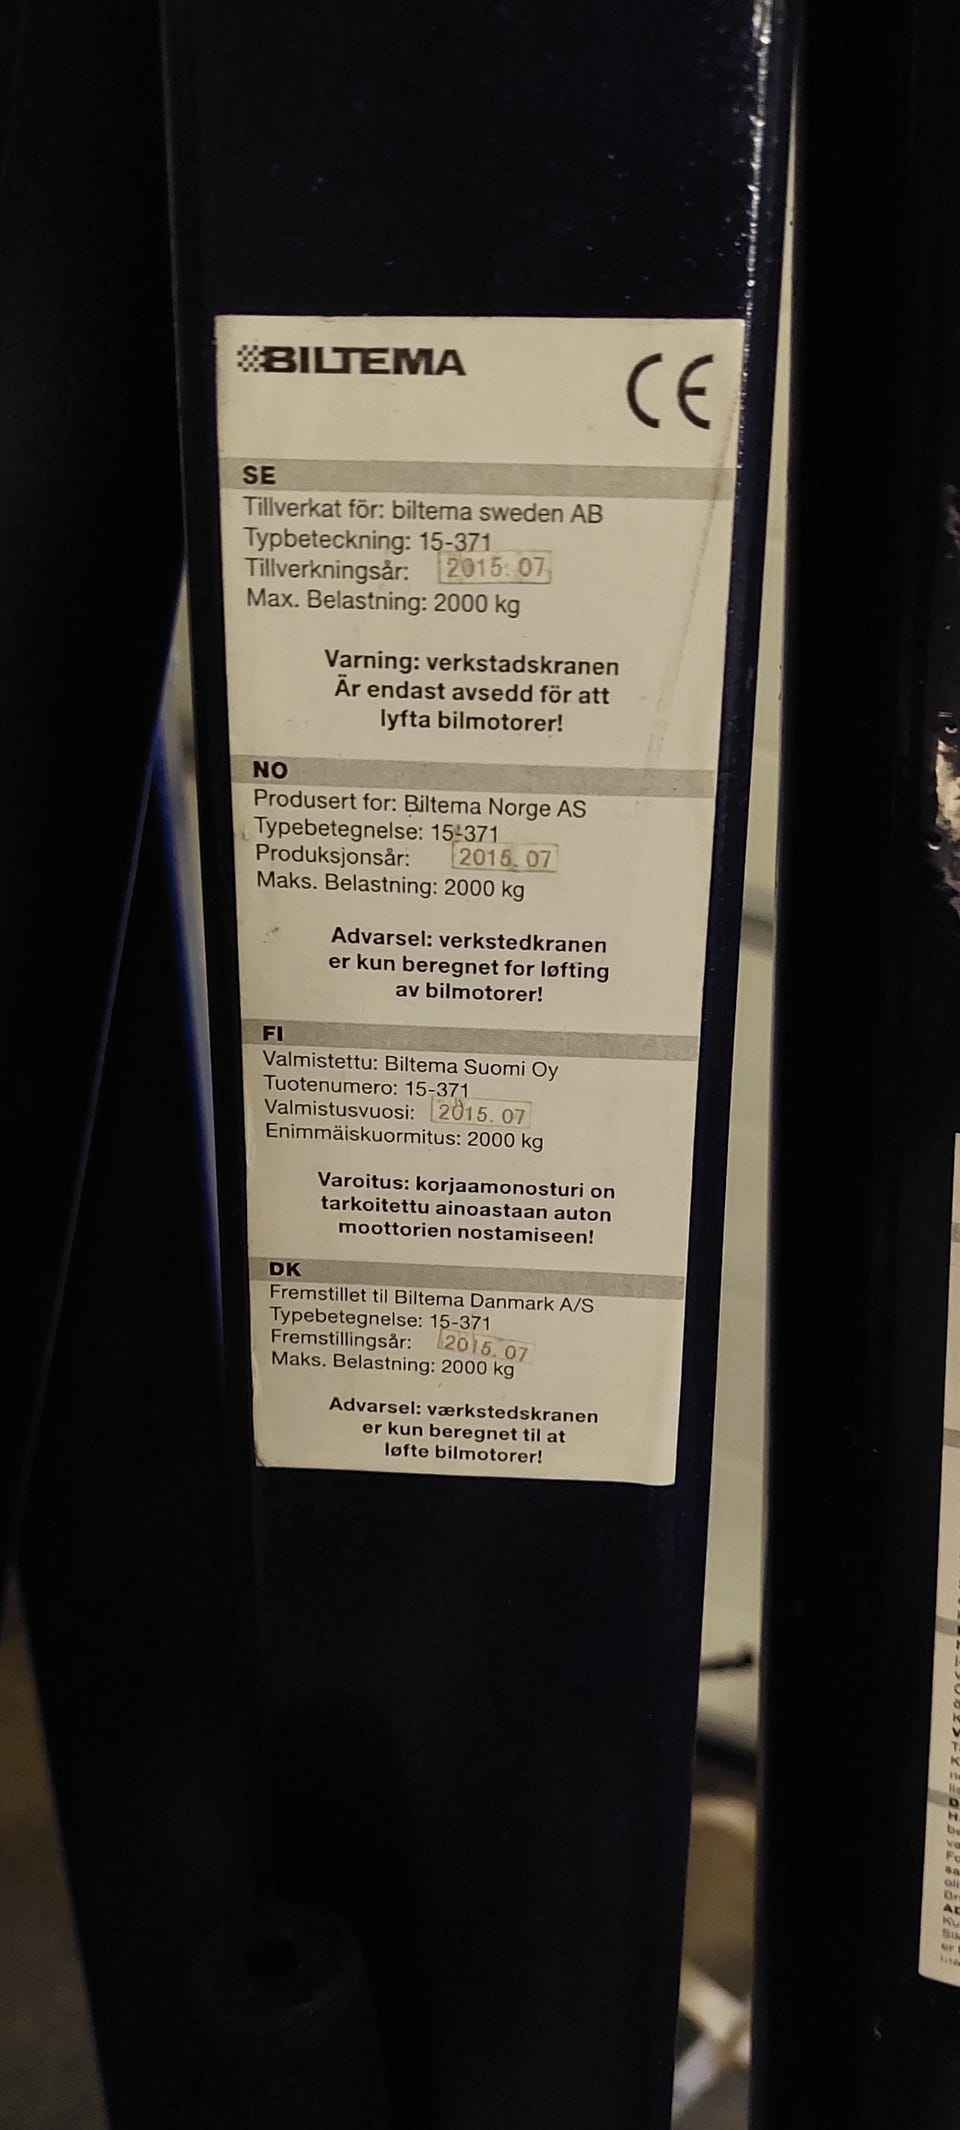 BILTEMA
CE
SE
Tillverkat för: biltema sweden AB
Typbeteckning: 15-371
Tillverkningsår: 2015.07
Max. Belastning: 2000 kg
Varning: verkstadskranen
Är endast avsedd för att
lyfta bilmotorer!
NO
Produsert for: Biltema Norge AS
Typebetegnelse: 15-371
Produksjonsår: 2015.07
Maks. Belastning: 2000 kg
Advarsel: verkstedkranen
er kun beregnet for løfting
av bilmotorer!
FI
Valmistettu: Biltema Suomi Oy
Tuotenumero: 15-371
Valmistusvuosi: 2015.07
Enimmäiskuormitus: 2000 kg
Varoitus: korjaamonosturi on
tarkoitettu ainoastaan auton
moottorien nostamiseen!
DK
Fremstillet til Biltema Danmark A/S
Typebetegnelse: 15-371
Fremstillingsår: 2015.07
Maks. Belastning: 2000 kg
Advarsel: værkstedskranen
er kun beregnet til at
løfte bilmotorer!